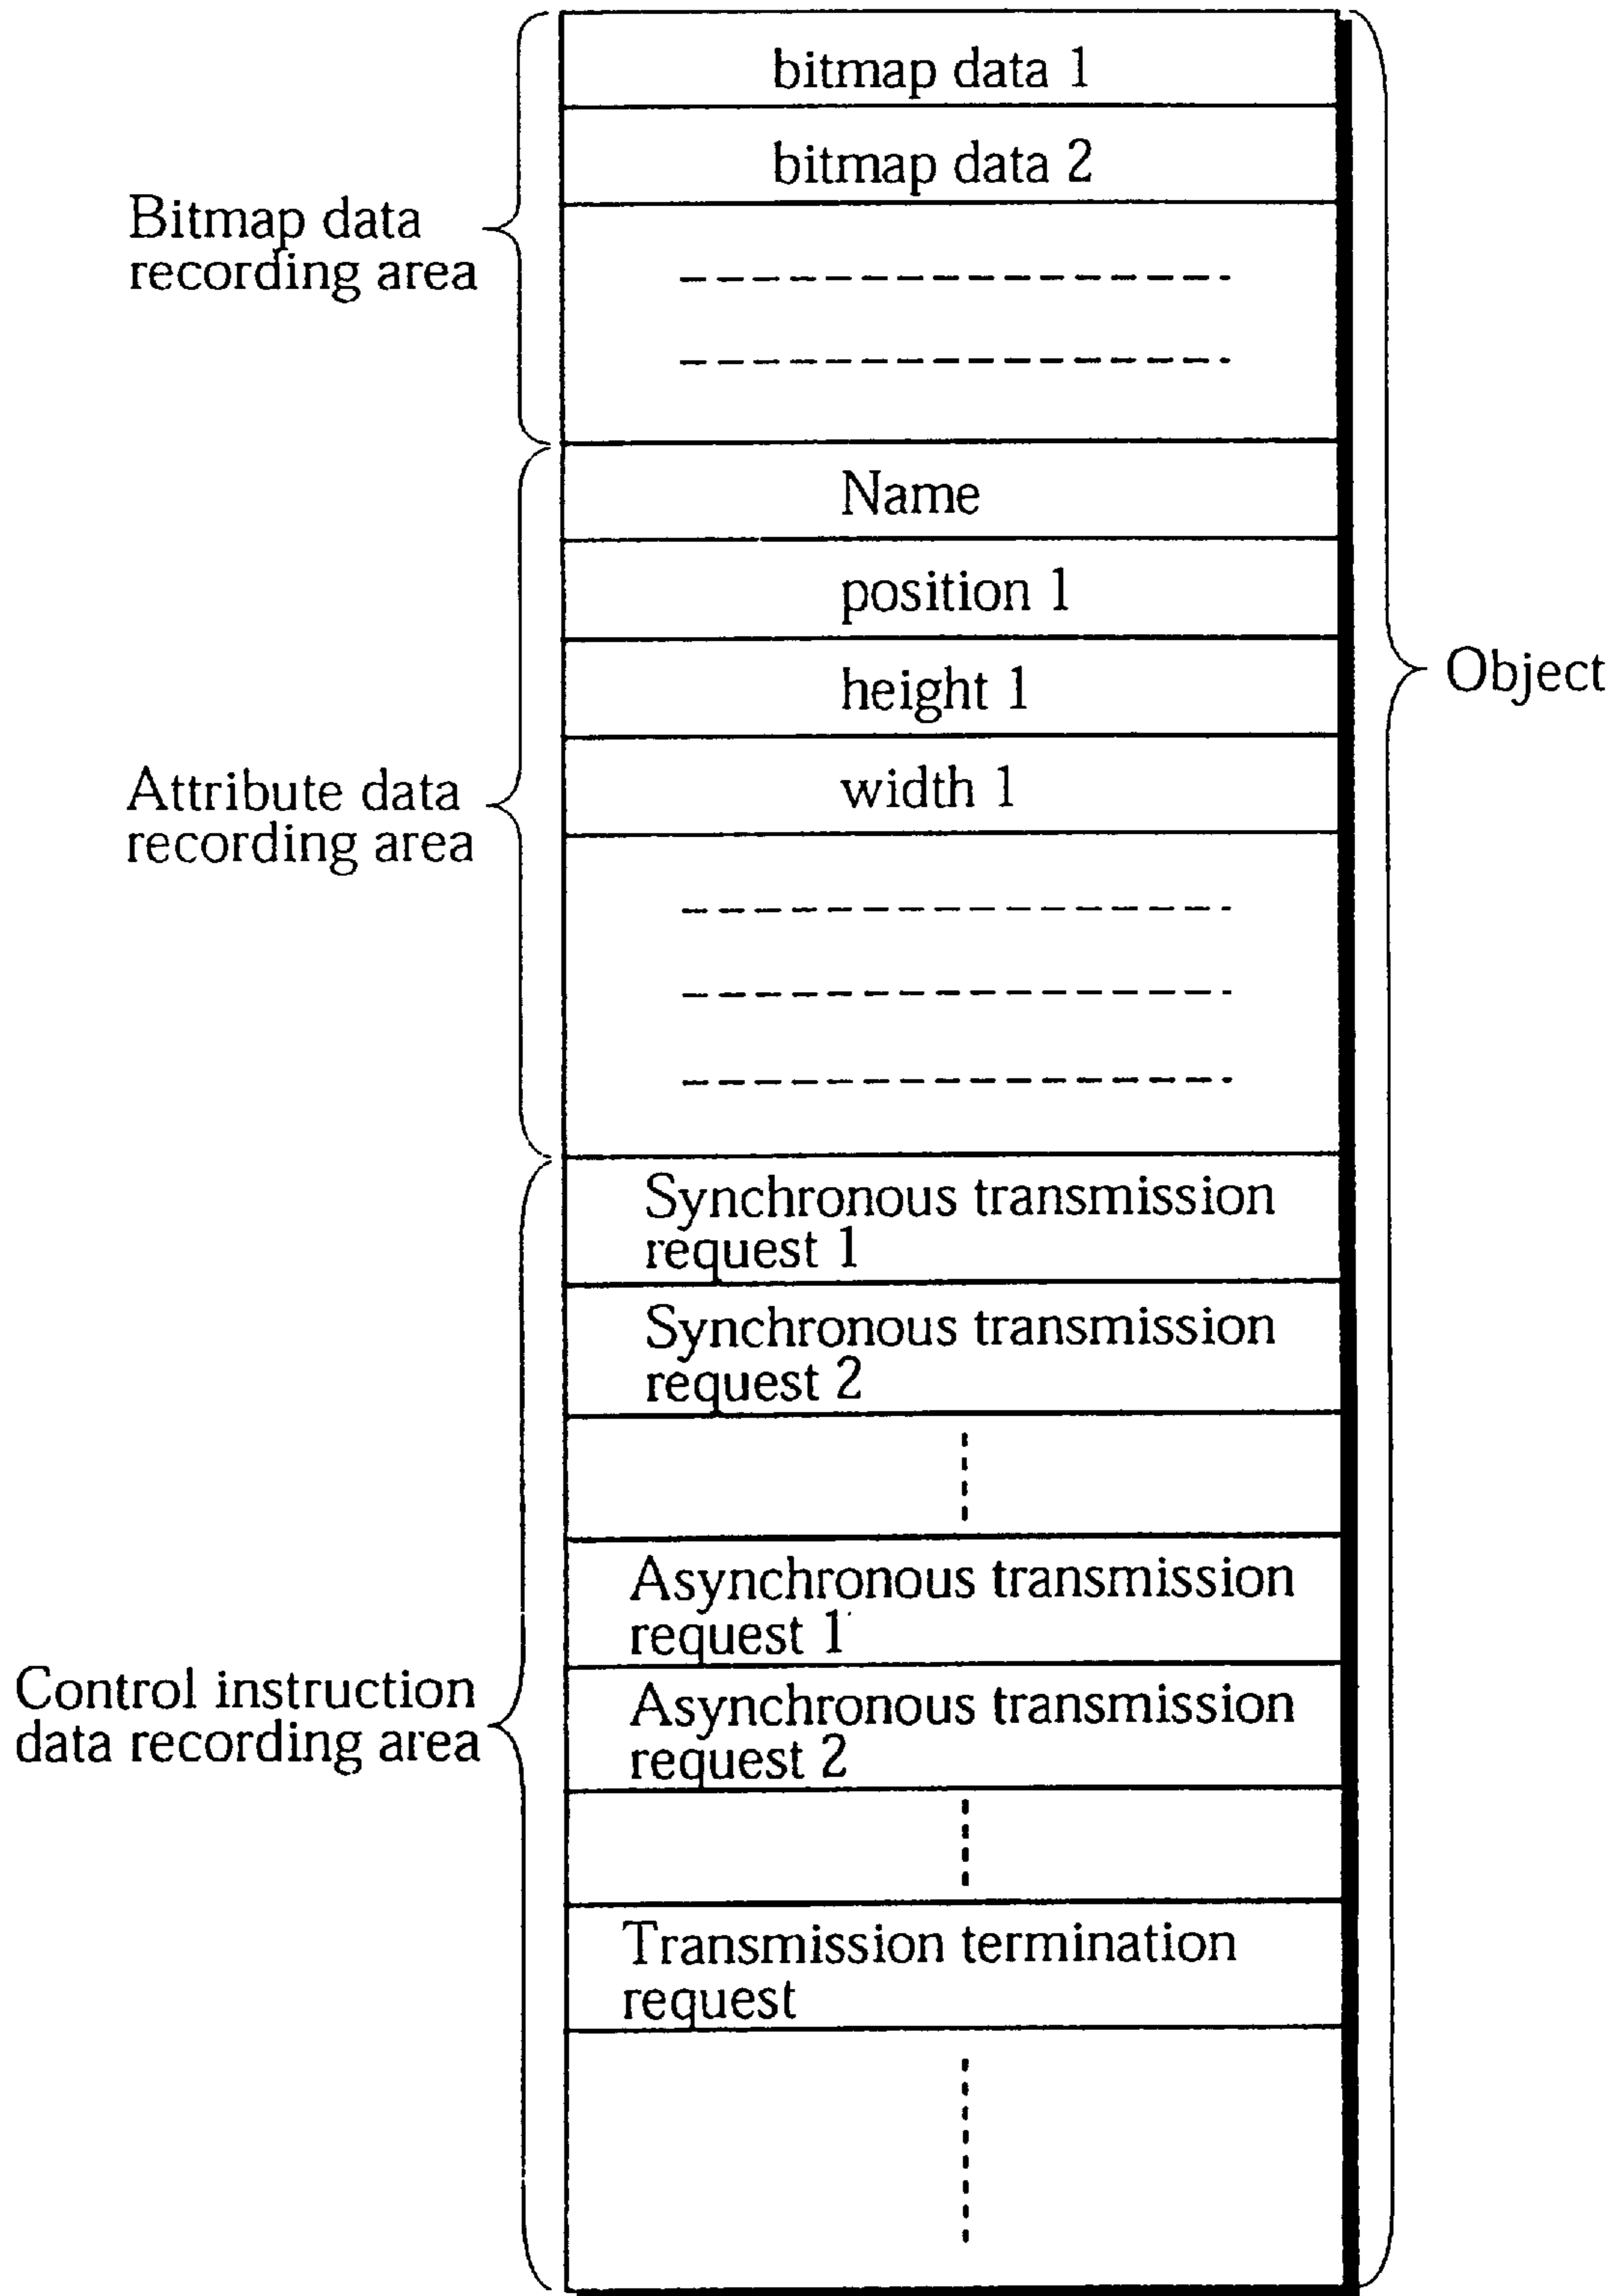 bitmap data 1
bitmap data 2
Bitmap data
recording area
Name
position 1
height 1
width 1
Object
Attribute data
recording area
Synchronous transmission
request 1
Synchronous transmission
request 2
Asynchronous transmission
request 1
Asynchronous transmission
request 2
Control instruction
data recording area
Transmission termination
request